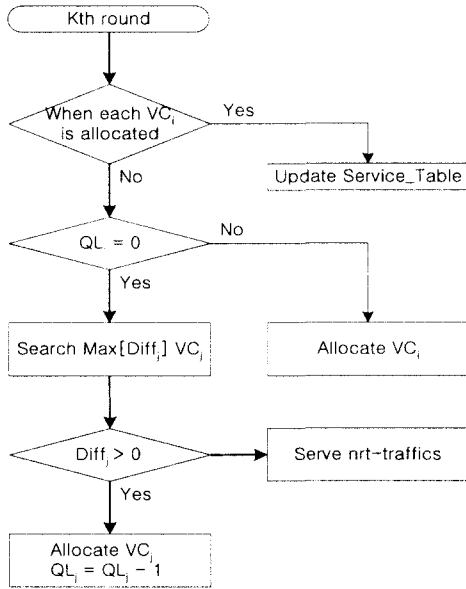 Kth round
When each VCᵢ
is allocated
Yes
No
Update Service_Table
QL = 0
No
Yes
Search Max[Diffⱼ] VCⱼ
Allocate VCᵢ
Diffⱼ > 0
Serve nrt-traffics
Yes
Allocate VCⱼ
QLⱼ = QLⱼ - 1